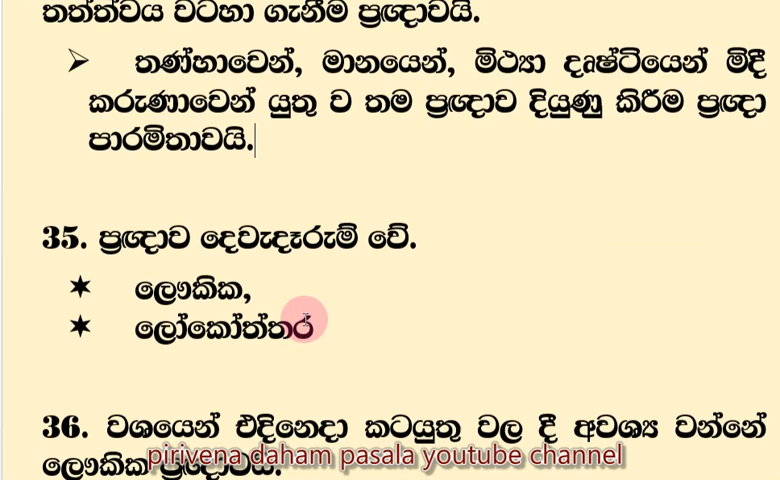 තත්ත්වය වටහා ගැනීම ප්‍රඥාවයි.
➢ තණ්හාවෙන්, මානයෙන්, මිථ්‍යා දෘෂ්ටියෙන් මිදී
කරුණාවෙන් යුතු ව තම ප්‍රඥාව දියුණු කිරීම ප්‍රඥා
පාරමිතාවයි.
35. ප්‍රඥාව දෙවැදෑරුම් වේ.
✶ ලෞකික,
✶ ලෝකෝත්තර
36. වශයෙන් එදිනෙදා කටයුතු වල දී අවශ්‍ය වන්නේ
ලෞකික ප්‍රඥාවයි.
pirivena daham pasala youtube channel